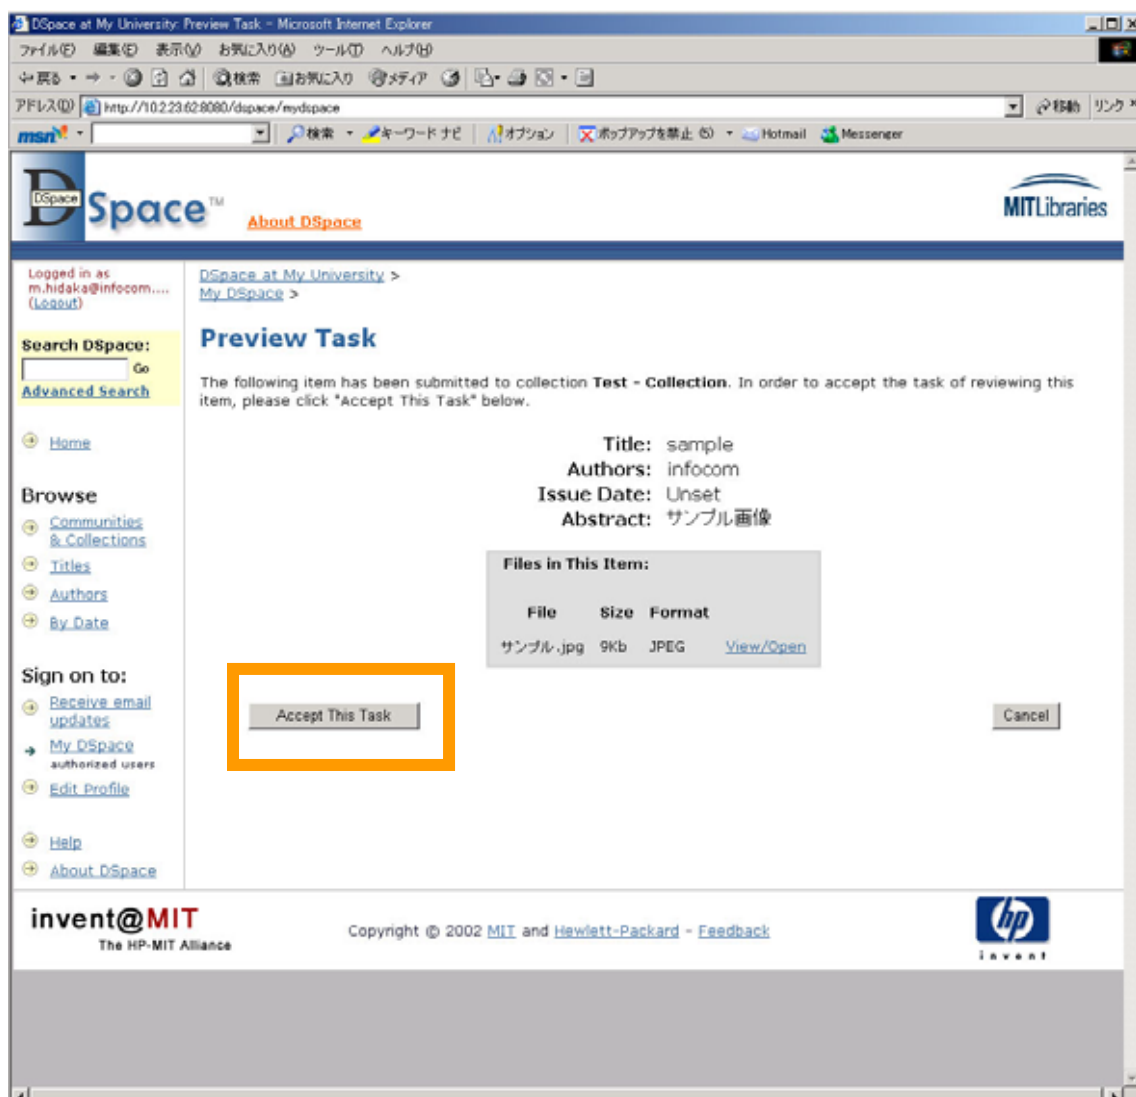 DSpace at My University: Preview Task - Microsoft Internet Explorer
ファイル(F) 編集(E) 表示(V) お気に入り(A) ツール(T) ヘルプ(H)
戻る 検索 お気に入り メディア
アドレス(D) http://10.2.23.62:8080/dspace/mydspace 移動 リンク »
msn 検索 キーワード ナビ オプション ポップアップを禁止 Hotmail Messenger
DSpace
DSpace™ About DSpace
MITLibraries
Logged in as
m.hidaka@infocom....
(Logout)
DSpace at My University >
My DSpace >
Search DSpace:
Go
Advanced Search
Home
Browse
Communities
& Collections
Titles
Authors
By Date
Sign on to:
Receive email
updates
My DSpace
authorized users
Edit Profile
Help
About DSpace
Preview Task
The following item has been submitted to collection Test - Collection. In order to accept the task of reviewing this
item, please click "Accept This Task" below.
Title: sample
Authors: infocom
Issue Date: Unset
Abstract: サンプル画像
Files in This Item:
File Size Format
サンプル.jpg 9Kb JPEG View/Open
Accept This Task Cancel
invent@MIT
The HP-MIT Alliance
Copyright © 2002 MIT and Hewlett-Packard - Feedback
hp
invent